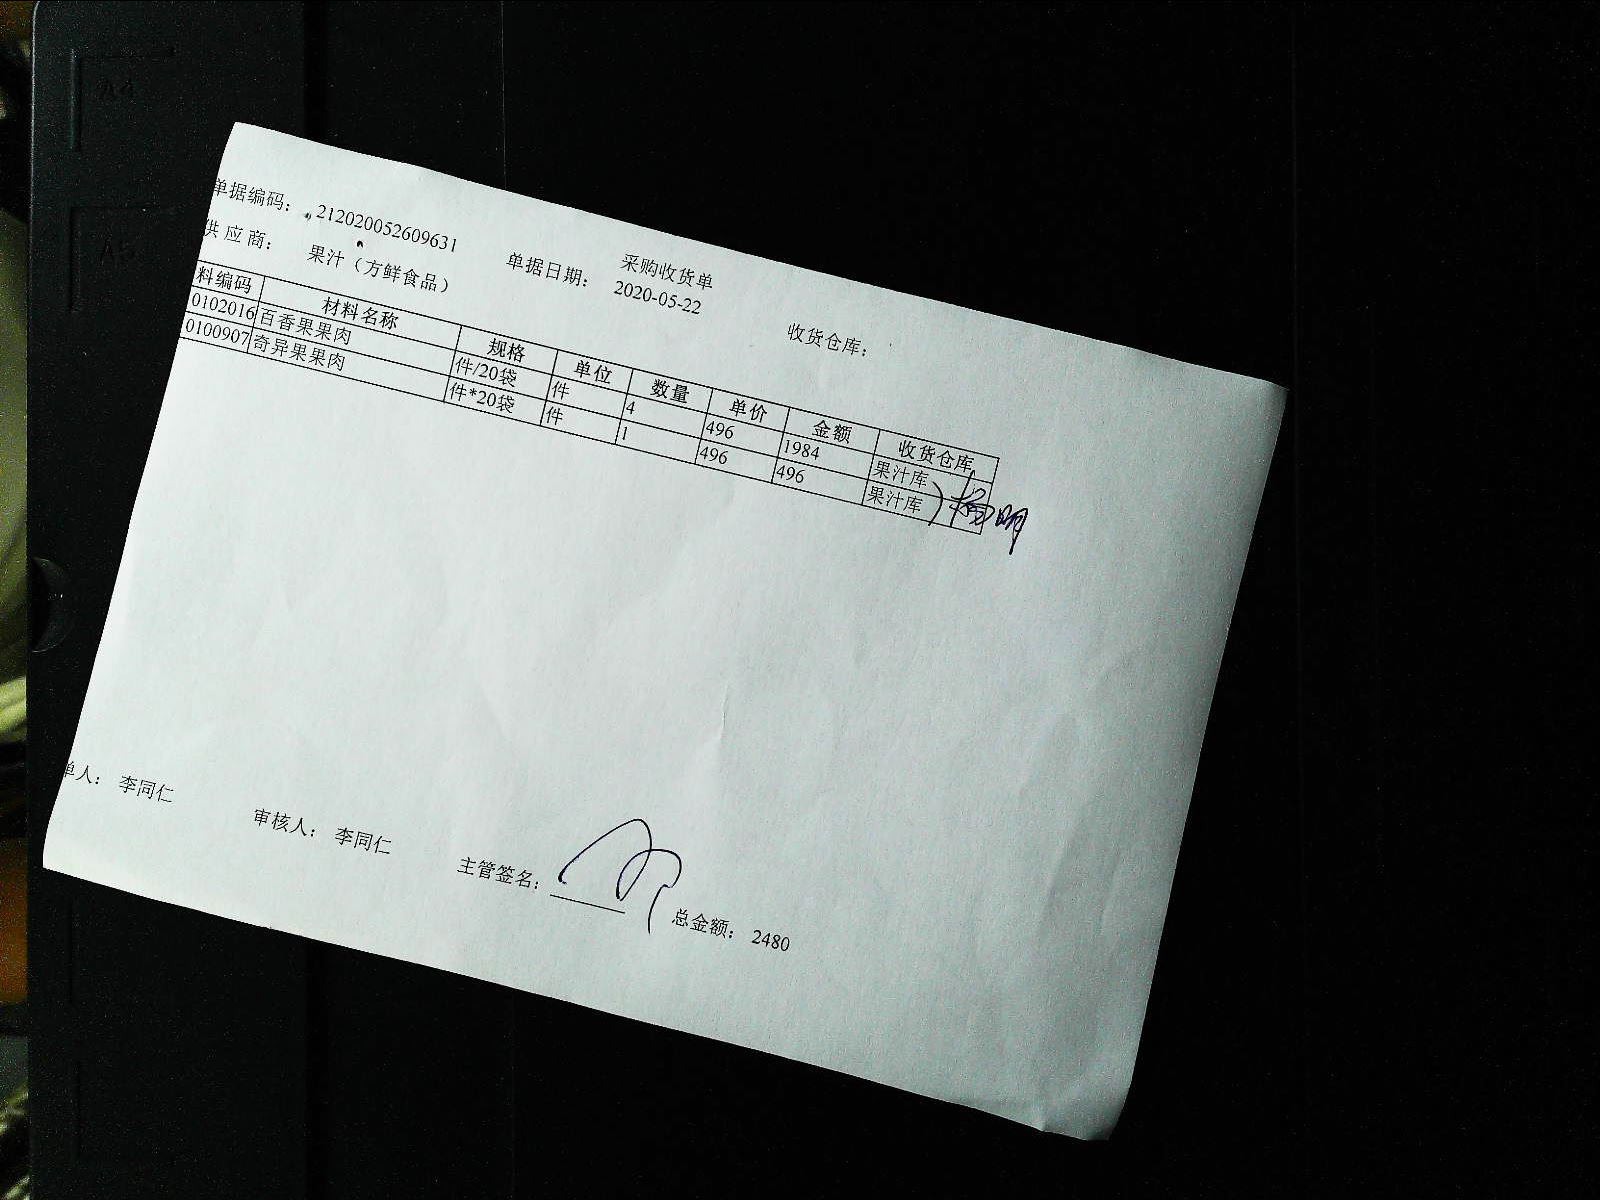 采购收货单
单据编码: 212020052609631 单据日期: 2020-05-22 收货仓库:
供应商: 果汁（方鲜食品）
料编码 材料名称 规格 单位 数量 单价 金额 收货仓库
0102016 百香果果肉 件/20袋 件 4 496 1984 果汁库
0100907 奇异果果肉 件*20袋 件 1 496 496 果汁库
杨明
单人: 李同仁 审核人: 李同仁 主管签名: 总金额: 2480